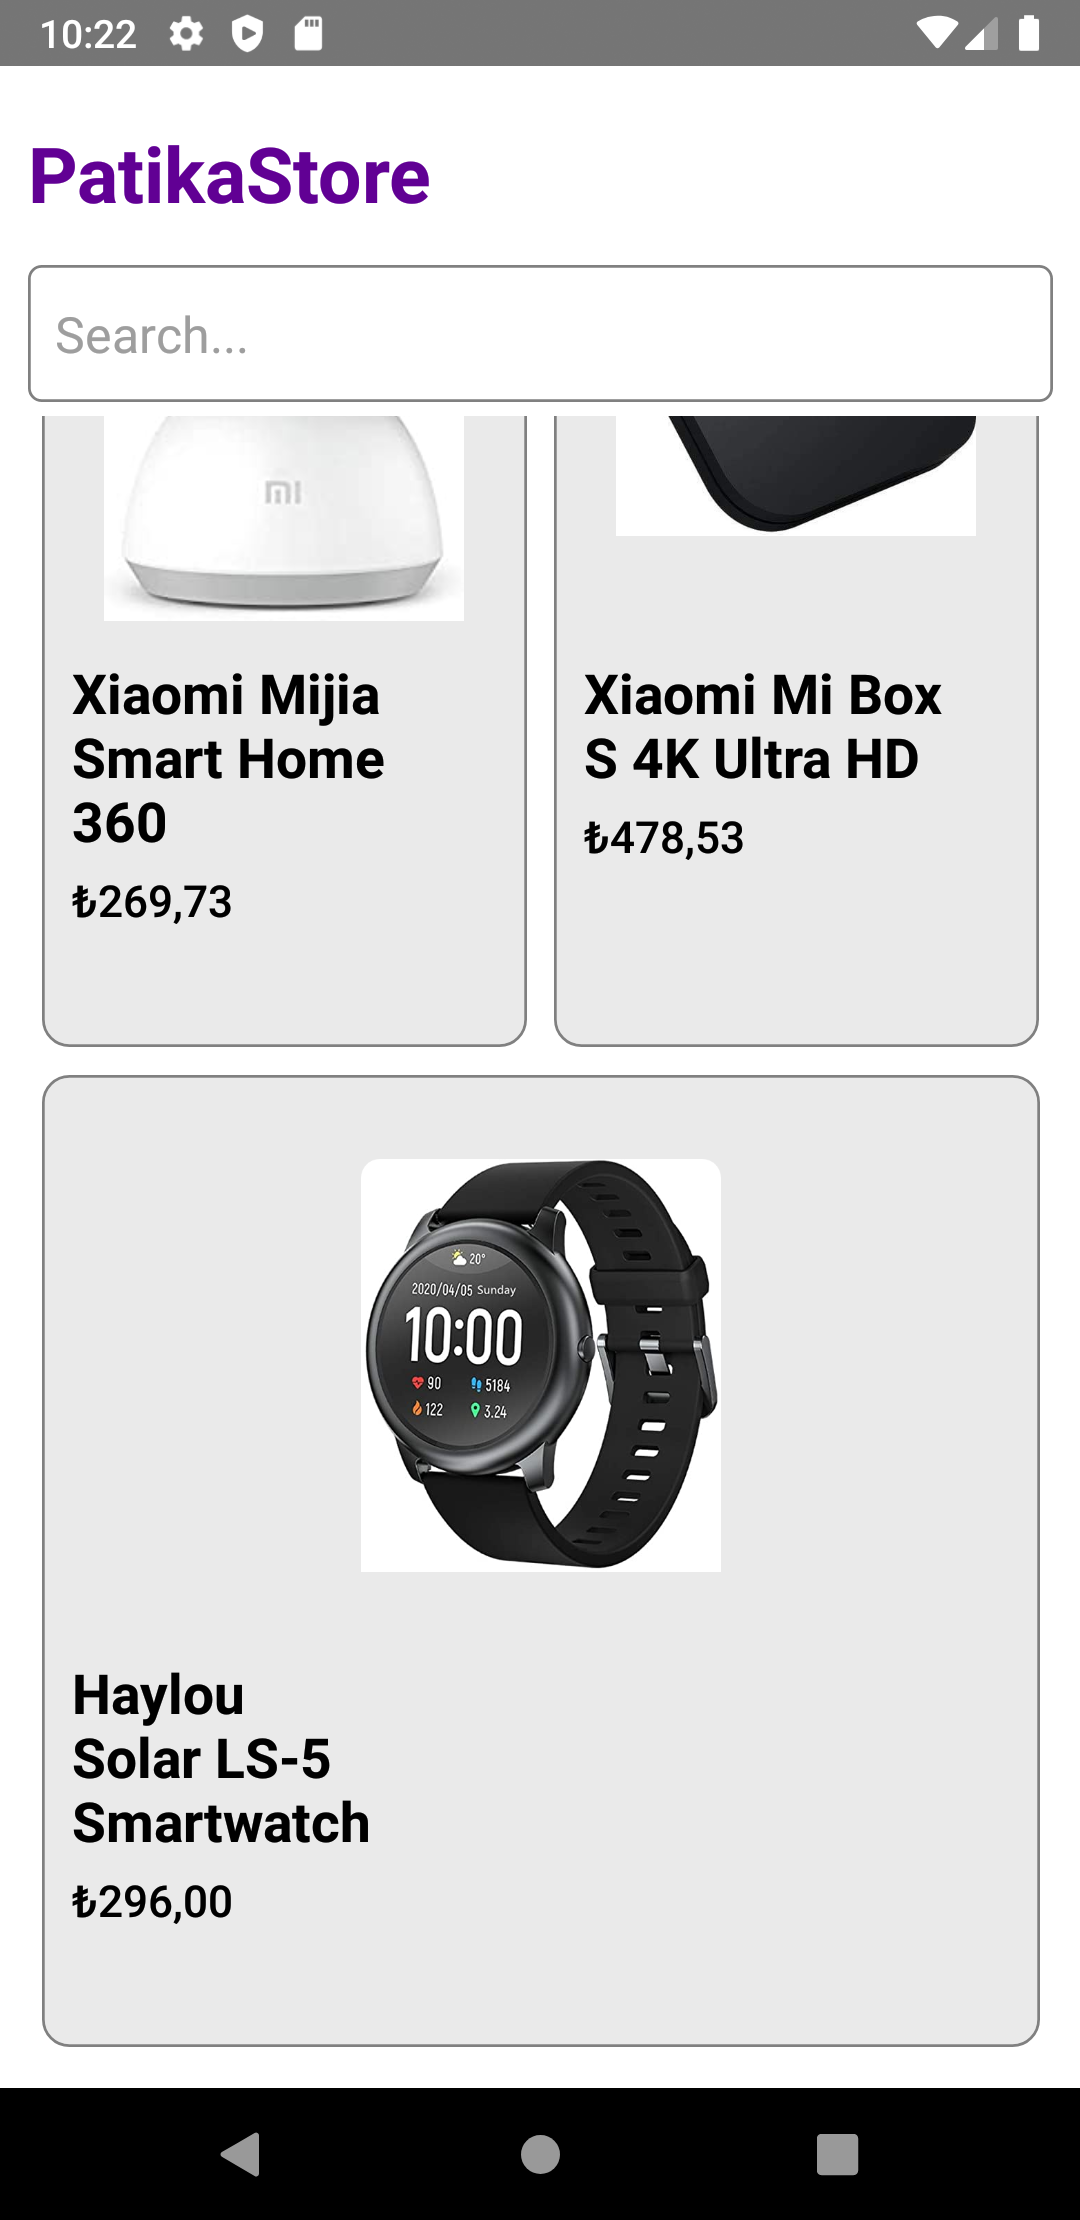 10:22
PatikaStore
Search...
mi
Xiaomi Mijia
Smart Home
360
₺269,73
Xiaomi Mi Box
S 4K Ultra HD
₺478,53
20°
2020/04/05 Sunday
10:00
90 5184
122 3.24
Haylou
Solar LS-5
Smartwatch
₺296,00